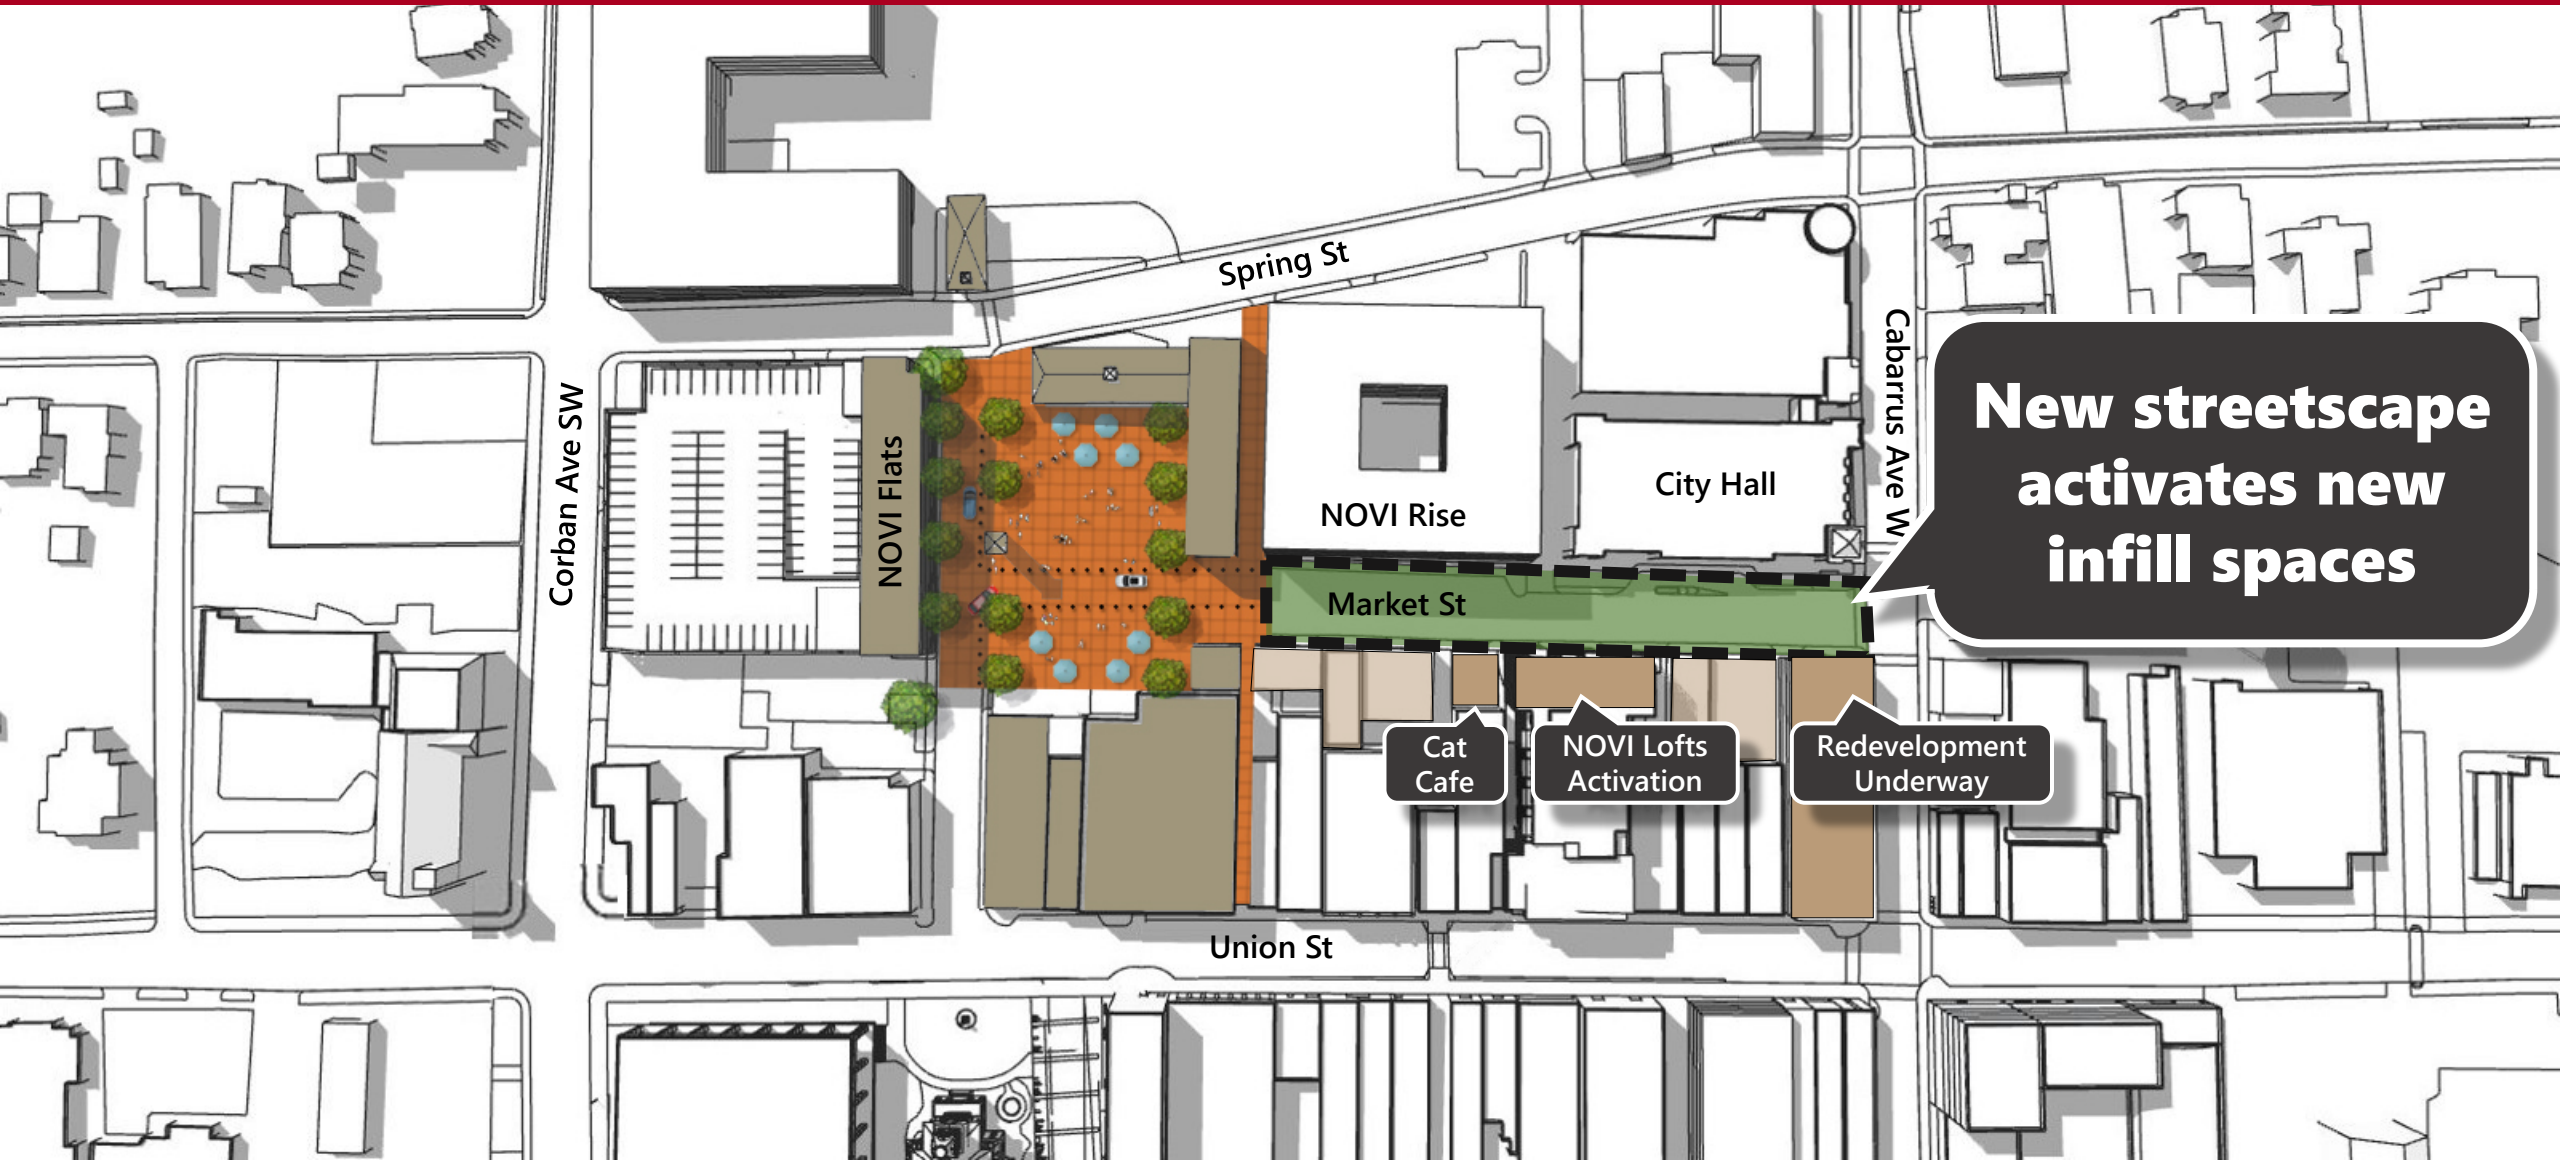 Spring St
Corban Ave SW
NOVI Flats
NOVI Rise
City Hall
Cabarrus Ave W
New streetscape
activates new
infill spaces
Market St
Cat
Cafe
NOVI Lofts
Activation
Redevelopment
Underway
Union St